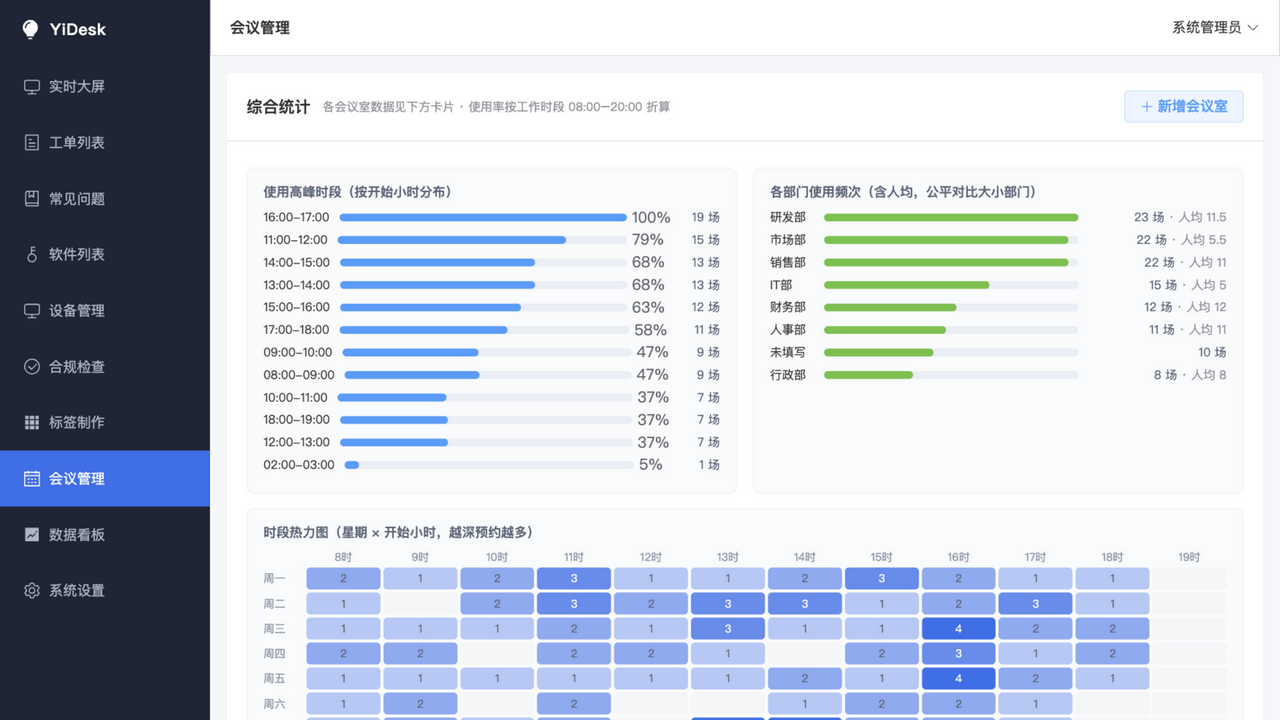 YiDesk
实时大屏
工单列表
常见问题
软件列表
设备管理
合规检查
标签制作
会议管理
数据看板
系统设置
会议管理
系统管理员
综合统计 各会议室数据见下方卡片 · 使用率按工作时段 08:00—20:00 折算
+ 新增会议室
使用高峰时段（按开始小时分布）
16:00–17:00 100% 19 场
11:00–12:00 79% 15 场
14:00–15:00 68% 13 场
13:00–14:00 68% 13 场
15:00–16:00 63% 12 场
17:00–18:00 58% 11 场
09:00–10:00 47% 9 场
08:00–09:00 47% 9 场
10:00–11:00 37% 7 场
18:00–19:00 37% 7 场
12:00–13:00 37% 7 场
02:00–03:00 5% 1 场
各部门使用频次（含人均，公平对比大小部门）
研发部 23 场 · 人均 11.5
市场部 22 场 · 人均 5.5
销售部 22 场 · 人均 11
IT部 15 场 · 人均 5
财务部 12 场 · 人均 12
人事部 11 场 · 人均 11
未填写 10 场
行政部 8 场 · 人均 8
时段热力图（星期 × 开始小时，越深预约越多）
8时 9时 10时 11时 12时 13时 14时 15时 16时 17时 18时 19时
周一 2 1 2 3 1 1 2 3 2 1 1
周二 1 2 3 2 3 3 1 2 3 1
周三 1 1 1 2 1 3 1 1 4 2 2
周四 2 2 2 2 1 2 3 1 2
周五 1 1 1 1 1 1 2 1 4 2 1
周六 1 2 2 1 2 2 1